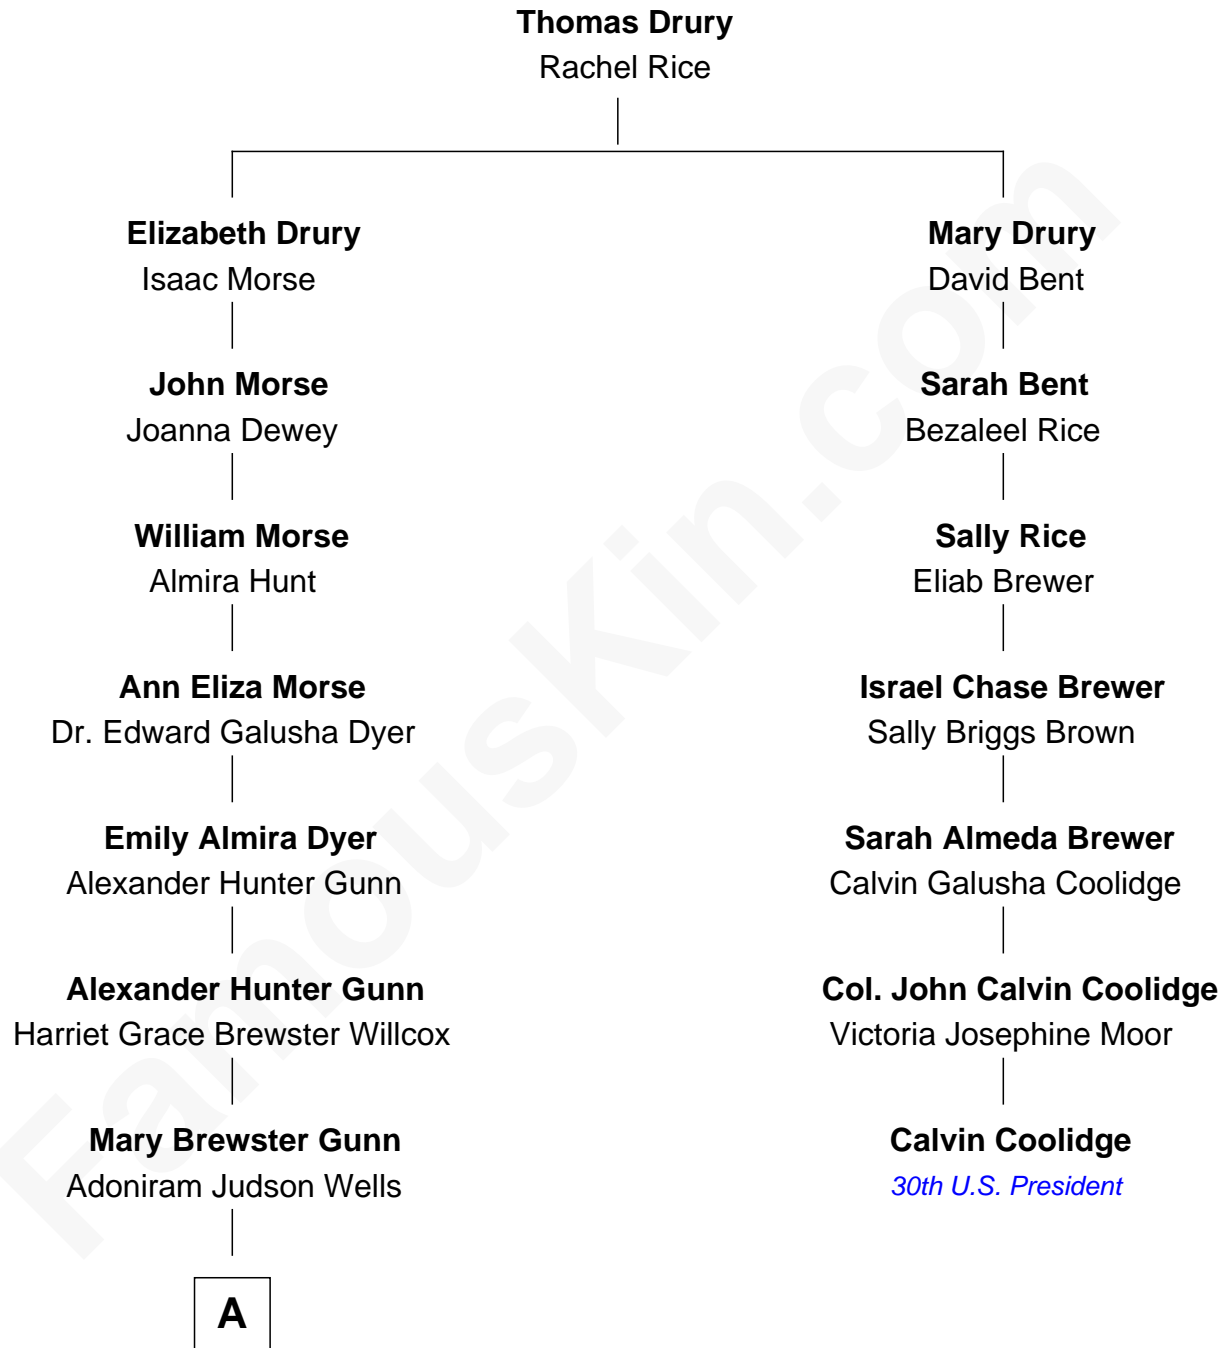 Thomas Drury
Rachel Rice
Elizabeth Drury
Isaac Morse
Mary Drury
David Bent
John Morse
Joanna Dewey
Sarah Bent
Bezaleel Rice
William Morse
Almira Hunt
Sally Rice
Eliab Brewer
Ann Eliza Morse
Dr. Edward Galusha Dyer
Israel Chase Brewer
Sally Briggs Brown
Emily Almira Dyer
Alexander Hunter Gunn
Sarah Almeda Brewer
Calvin Galusha Coolidge
Alexander Hunter Gunn
Harriet Grace Brewster Willcox
Col. John Calvin Coolidge
Victoria Josephine Moor
Mary Brewster Gunn
Adoniram Judson Wells
Calvin Coolidge
30th U.S. President
A
FamousKin.com